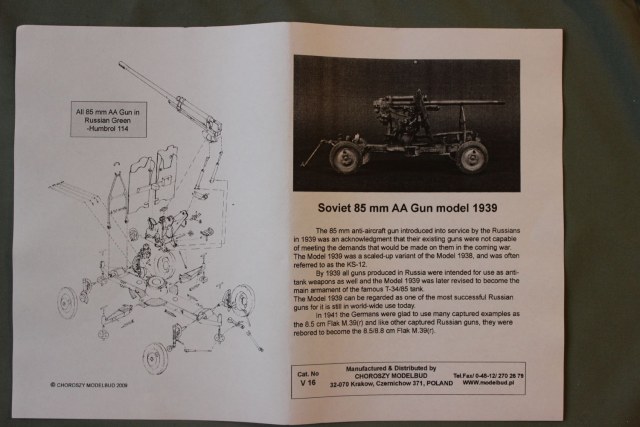 All 85 mm AA Gun in
Russian Green
-Humbrol 114
© CHOROSZY MODELBUD 2006
Soviet 85 mm AA Gun model 1939
The 85 mm anti-aircraft gun introduced into service by the Russians
in 1939 was an acknowledgment that their existing guns were not capable
of meeting the demands that would be made on them in the coming war.
The Model 1939 was a scaled-up variant of the Model 1938, and was often
referred to as the KS-12.
By 1939 all guns produced in Russia were intended for use as anti-
tank weapons as well and the Model 1939 was later revised to become the
main armament of the famous T-34/85 tank.
The Model 1939 can be regarded as one of the most successful Russian
guns for it is still in world-wide use today.
In 1941 the Germans were glad to use many captured examples as
the 8.5 cm Flak M.39(r) and like other captured Russian guns, they were
rebored to become the 8.5/8.8 cm Flak M.39(r).
Cat. No
V 16
Manufactured & Distributed by
CHOROSZY MODELBUD
32-070 Krakow, Czernichow 371, POLAND
Tel.Fax/ 0-48-12/ 270 26 79
WWW.modelbud.pl